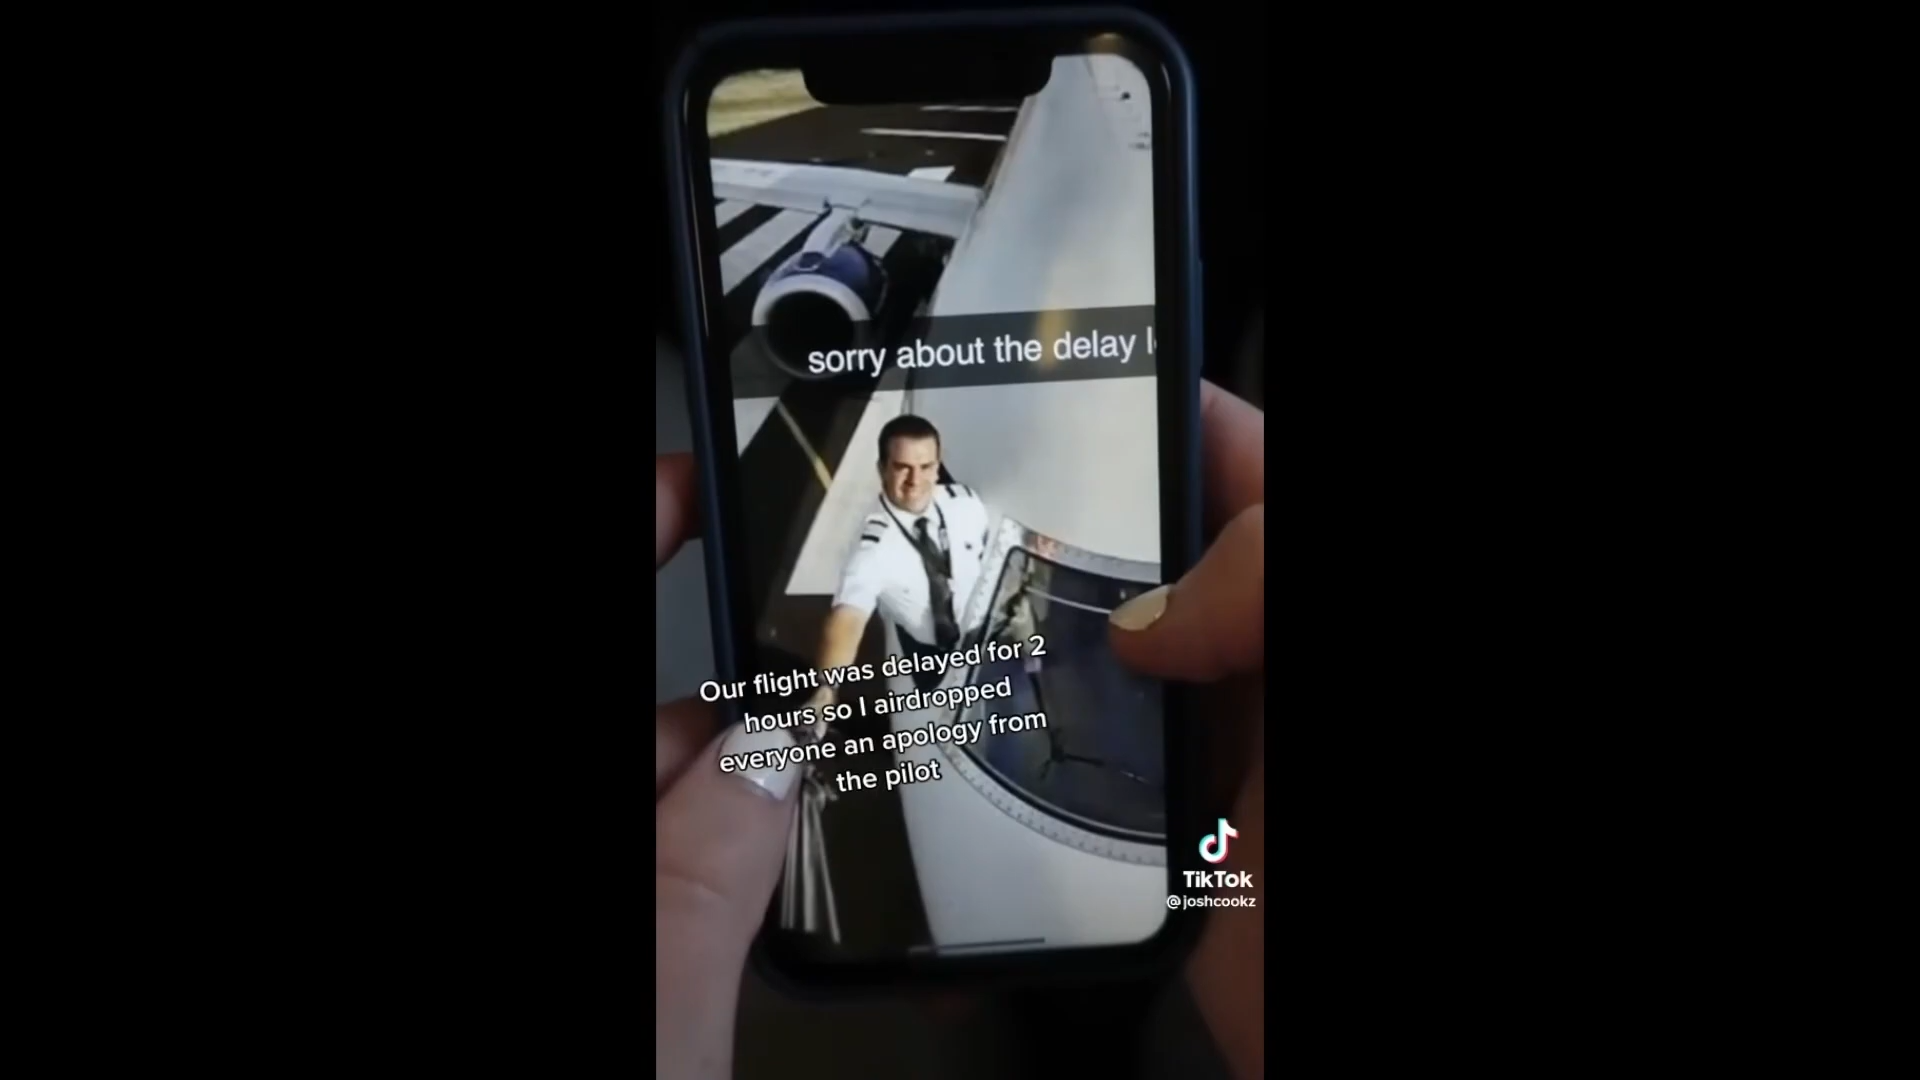 sorry about the delay
Our flight was delayed for 2
hours so I airdropped
everyone an apology from
the pilot
TikTok
@joshcookz